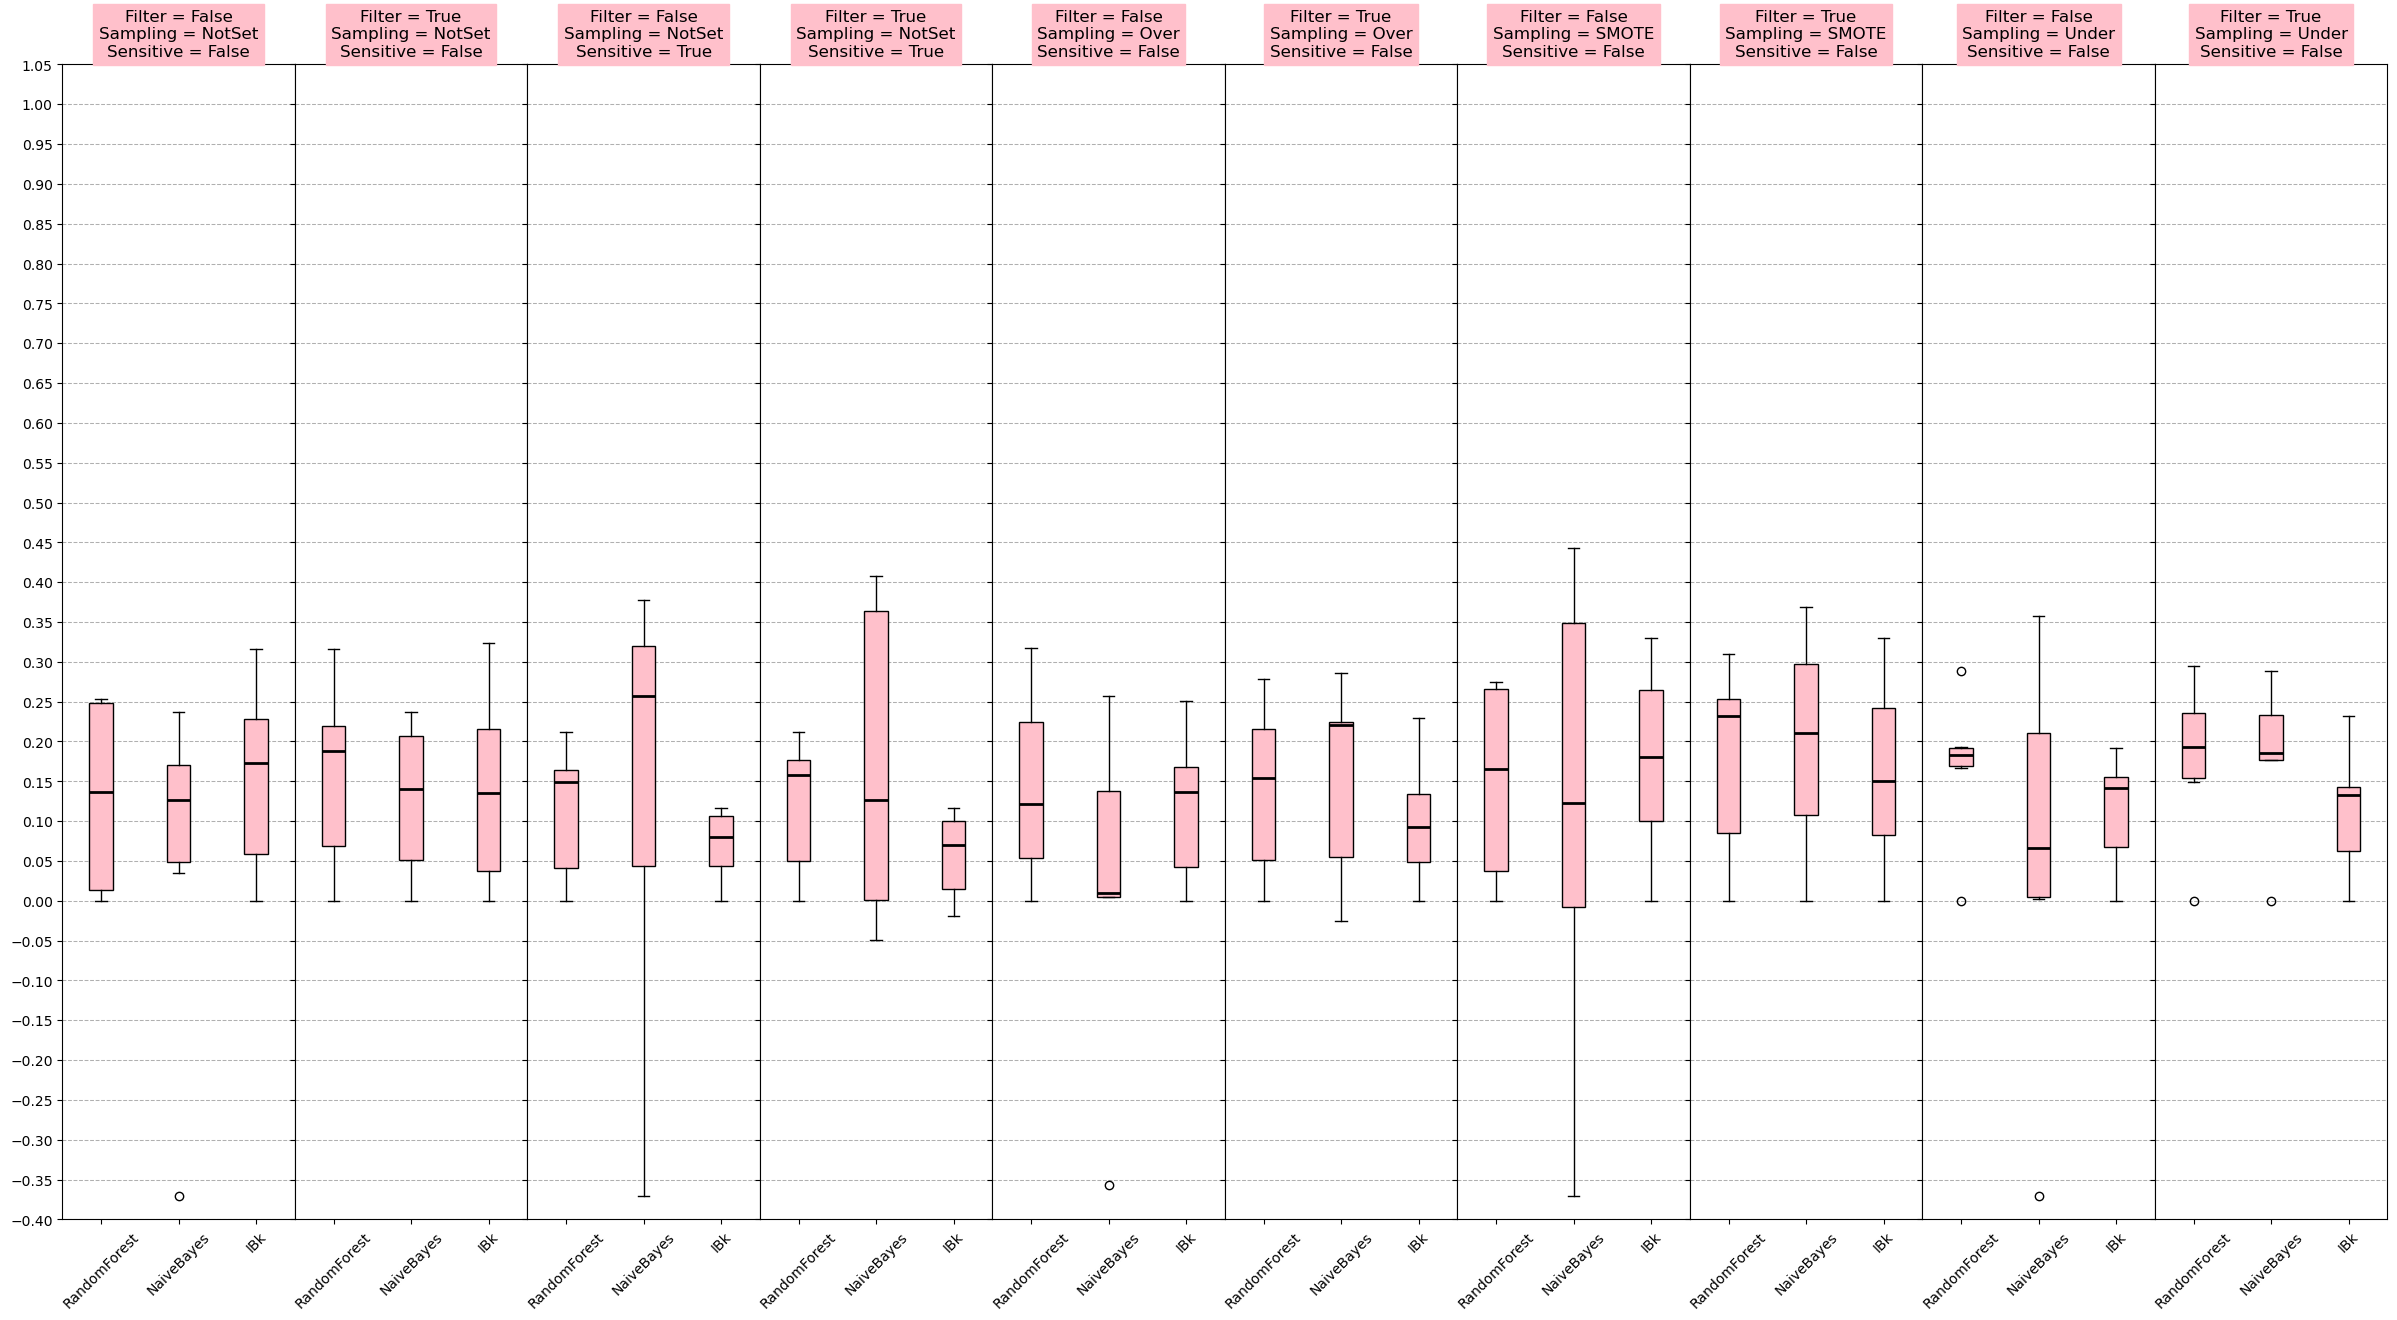 Filter = False
Sampling = NotSet
Sensitive = False
Filter = True
Sampling = NotSet
Sensitive = False
Filter = False
Sampling = NotSet
Sensitive = True
Filter = True
Sampling = NotSet
Sensitive = True
Filter = False
Sampling = Over
Sensitive = False
Filter = True
Sampling = Over
Sensitive = False
Filter = False
Sampling = SMOTE
Sensitive = False
Filter = True
Sampling = SMOTE
Sensitive = False
Filter = False
Sampling = Under
Sensitive = False
Filter = True
Sampling = Under
Sensitive = False
1.05
1.00
0.95
0.90
0.85
0.80
0.75
0.70
0.65
0.60
0.55
0.50
0.45
0.40
0.35
0.30
0.25
0.20
0.15
0.10
0.05
0.00
−0.05
−0.10
−0.15
−0.20
−0.25
−0.30
−0.35
−0.40
RandomForest
NaiveBayes
IBk
RandomForest
NaiveBayes
IBk
RandomForest
NaiveBayes
IBk
RandomForest
NaiveBayes
IBk
RandomForest
NaiveBayes
IBk
RandomForest
NaiveBayes
IBk
RandomForest
NaiveBayes
IBk
RandomForest
NaiveBayes
IBk
RandomForest
NaiveBayes
IBk
RandomForest
NaiveBayes
IBk